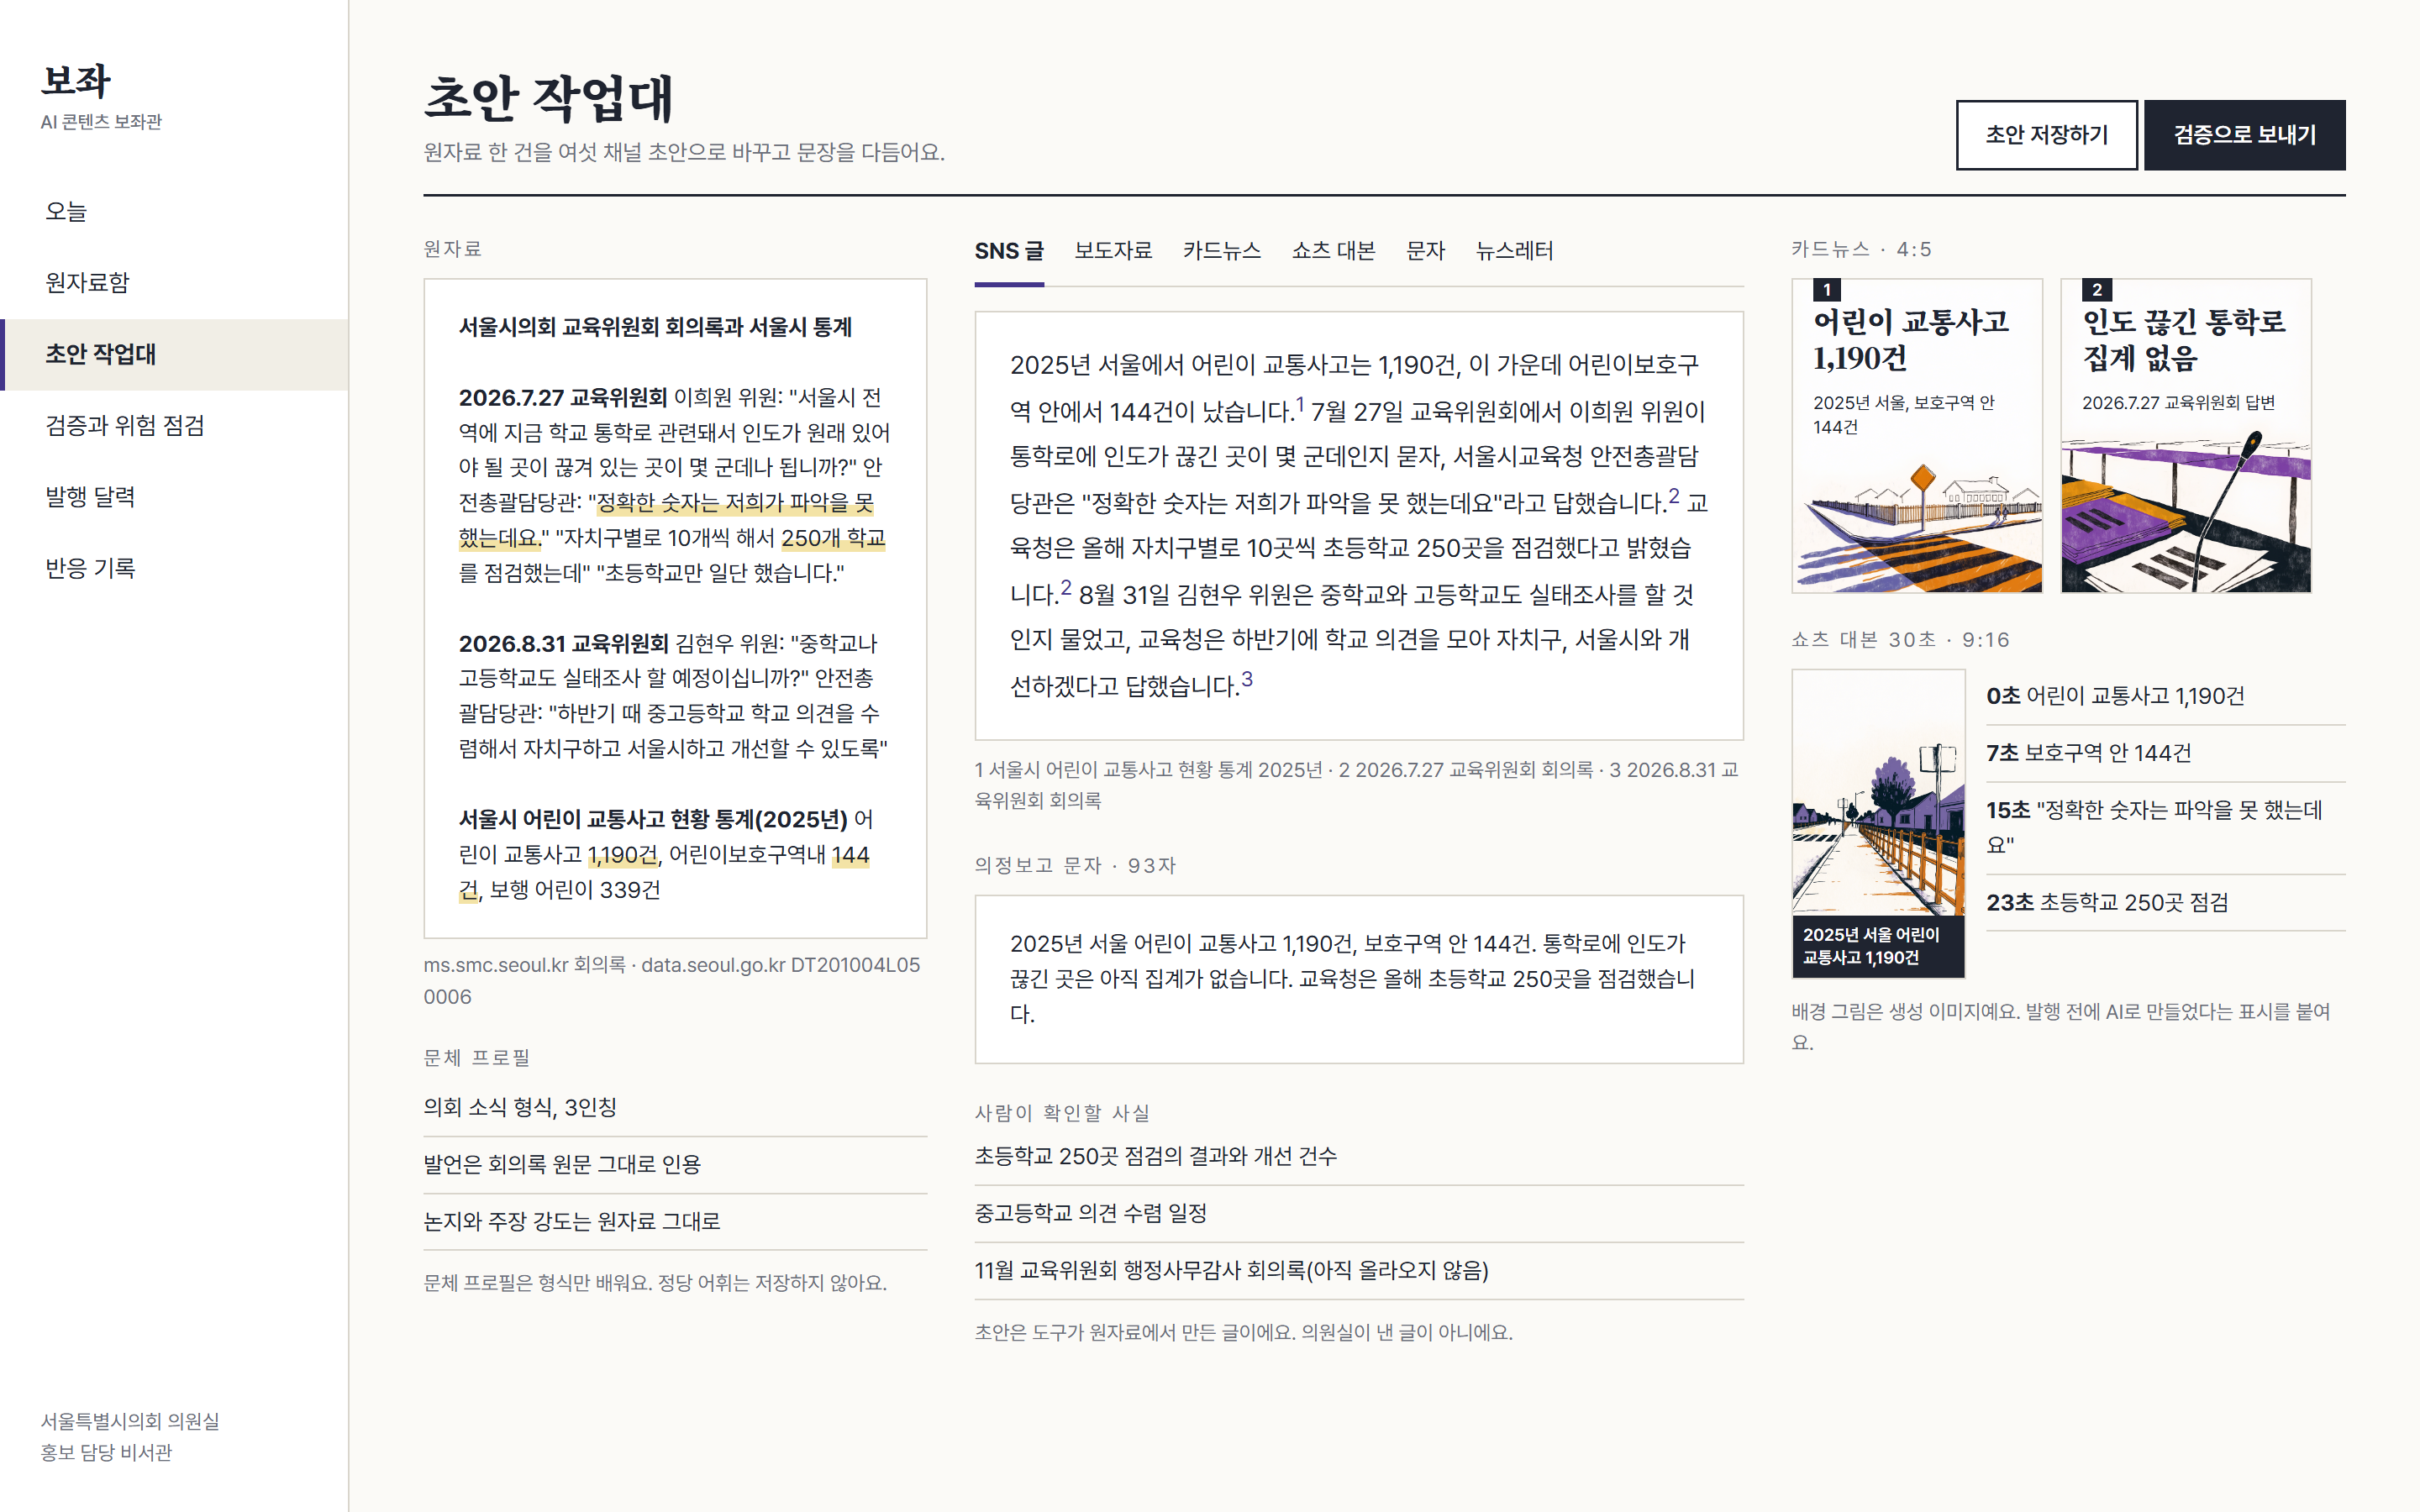 보좌
AI 콘텐츠 보좌관
오늘
원자료함
초안 작업대
검증과 위험 점검
발행 달력
반응 기록
서울특별시의회 의원실
홍보 담당 비서관
초안 작업대
원자료 한 건을 여섯 채널 초안으로 바꾸고 문장을 다듬어요.
초안 저장하기
검증으로 보내기
원자료
서울시의회 교육위원회 회의록과 서울시 통계
2026.7.27 교육위원회 이희원 위원: "서울시 전
역에 지금 학교 통학로 관련돼서 인도가 원래 있어
야 될 곳이 끊겨 있는 곳이 몇 군데나 됩니까?" 안
전총괄담당관: "정확한 숫자는 저희가 파악을 못
했는데요." "자치구별로 10개씩 해서 250개 학교
를 점검했는데" "초등학교만 일단 했습니다."
2026.8.31 교육위원회 김현우 위원: "중학교나
고등학교도 실태조사 할 예정이십니까?" 안전총
괄담당관: "하반기 때 중고등학교 학교 의견을 수
렴해서 자치구하고 서울시하고 개선할 수 있도록"
서울시 어린이 교통사고 현황 통계(2025년) 어
린이 교통사고 1,190건, 어린이보호구역내 144
건, 보행 어린이 339건
ms.smc.seoul.kr 회의록 · data.seoul.go.kr DT201004L05
0006
문체 프로필
의회 소식 형식, 3인칭
발언은 회의록 원문 그대로 인용
논지와 주장 강도는 원자료 그대로
문체 프로필은 형식만 배워요. 정당 어휘는 저장하지 않아요.
SNS 글
보도자료
카드뉴스
쇼츠 대본
문자
뉴스레터
2025년 서울에서 어린이 교통사고는 1,190건, 이 가운데 어린이보호구
역 안에서 144건이 났습니다.1 7월 27일 교육위원회에서 이희원 위원이
통학로에 인도가 끊긴 곳이 몇 군데인지 묻자, 서울시교육청 안전총괄담
당관은 "정확한 숫자는 저희가 파악을 못 했는데요"라고 답했습니다.2 교
육청은 올해 자치구별로 10곳씩 초등학교 250곳을 점검했다고 밝혔습
니다.2 8월 31일 김현우 위원은 중학교와 고등학교도 실태조사를 할 것
인지 물었고, 교육청은 하반기에 학교 의견을 모아 자치구, 서울시와 개
선하겠다고 답했습니다.3
1 서울시 어린이 교통사고 현황 통계 2025년 · 2 2026.7.27 교육위원회 회의록 · 3 2026.8.31 교
육위원회 회의록
의정보고 문자 · 93자
2025년 서울 어린이 교통사고 1,190건, 보호구역 안 144건. 통학로에 인도가
끊긴 곳은 아직 집계가 없습니다. 교육청은 올해 초등학교 250곳을 점검했습니
다.
사람이 확인할 사실
초등학교 250곳 점검의 결과와 개선 건수
중고등학교 의견 수렴 일정
11월 교육위원회 행정사무감사 회의록(아직 올라오지 않음)
초안은 도구가 원자료에서 만든 글이에요. 의원실이 낸 글이 아니에요.
카드뉴스 · 4:5
1
어린이 교통사고
1,190건
2025년 서울, 보호구역 안
144건
2
인도 끊긴 통학로
집계 없음
2026.7.27 교육위원회 답변
쇼츠 대본 30초 · 9:16
2025년 서울 어린이
교통사고 1,190건
0초 어린이 교통사고 1,190건
7초 보호구역 안 144건
15초 "정확한 숫자는 파악을 못 했는데
요"
23초 초등학교 250곳 점검
배경 그림은 생성 이미지예요. 발행 전에 AI로 만들었다는 표시를 붙여
요.